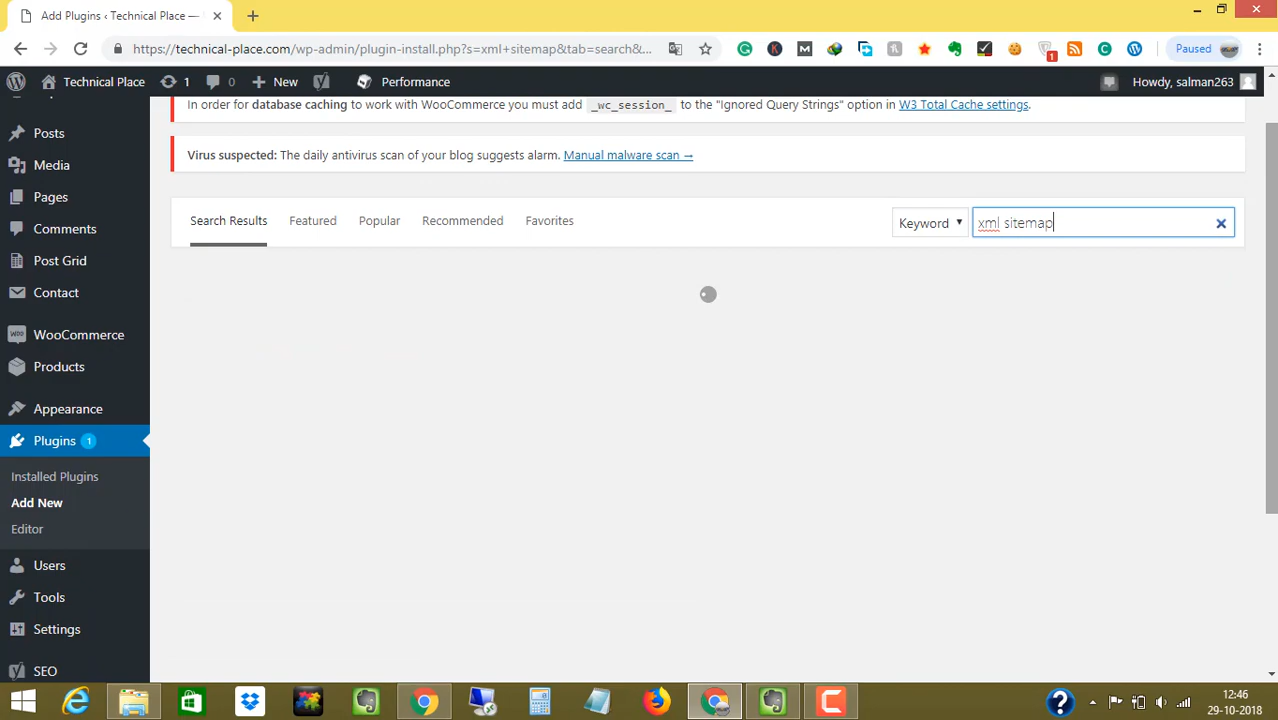 Add Plugins ‹ Technical Place —
https://technical-place.com/wp-admin/plugin-install.php?s=xml+sitemap&tab=search&...
1
Paused
Technical Place
1
0
New
Performance
Howdy, salman263
In order for database caching to work with WooCommerce you must add _wc_session_ to the "Ignored Query Strings" option in W3 Total Cache settings.
Virus suspected: The daily antivirus scan of your blog suggests alarm. Manual malware scan →
Search Results
Featured
Popular
Recommended
Favorites
Keyword
xml sitemap
Posts
Media
Pages
Comments
Post Grid
Contact
WooCommerce
Products
Appearance
Plugins 1
Installed Plugins
Add New
Editor
Users
Tools
Settings
SEO
12:46
29-10-2018